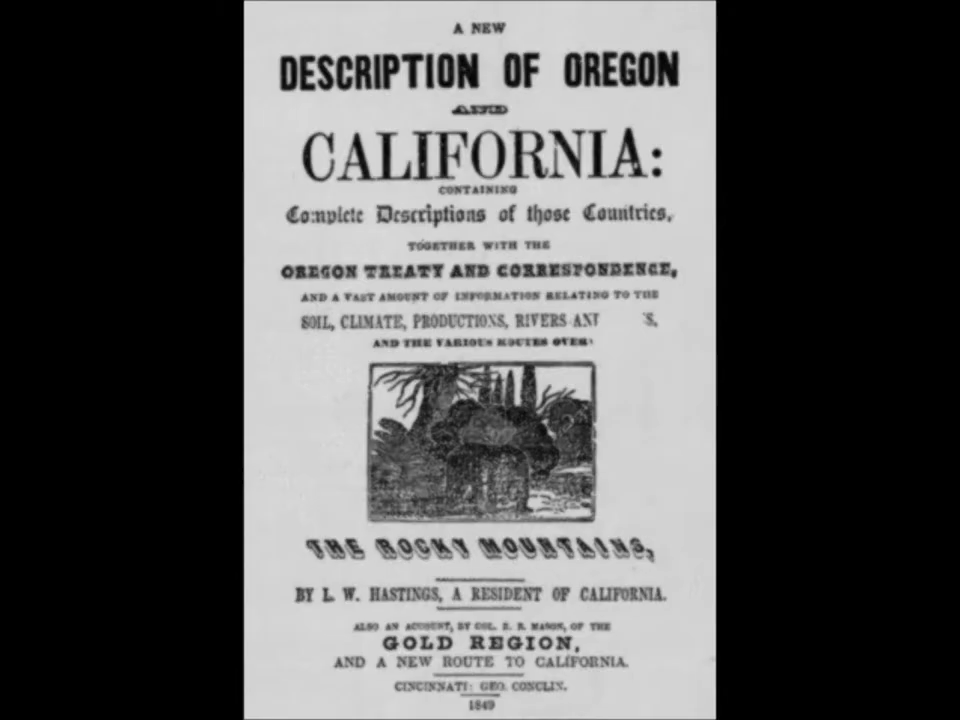 A NEW
DESCRIPTION OF OREGON
AND
CALIFORNIA:
CONTAINING
Complete Descriptions of those Countries,
TOGETHER WITH THE
OREGON TREATY AND CORRESPONDENCE,
AND A VAST AMOUNT OF INFORMATION RELATING TO THE
SOIL, CLIMATE, PRODUCTIONS, RIVERS
AND THE VARIOUS ROUTES OVER
THE ROCKY MOUNTAINS,
BY L. W. HASTINGS, A RESIDENT OF CALIFORNIA.
ALSO AN ACCOUNT, BY COL. R. B. MASON, OF THE
GOLD REGION,
AND A NEW ROUTE TO CALIFORNIA.
CINCINNATI: GEO. CONCLIN.
1849